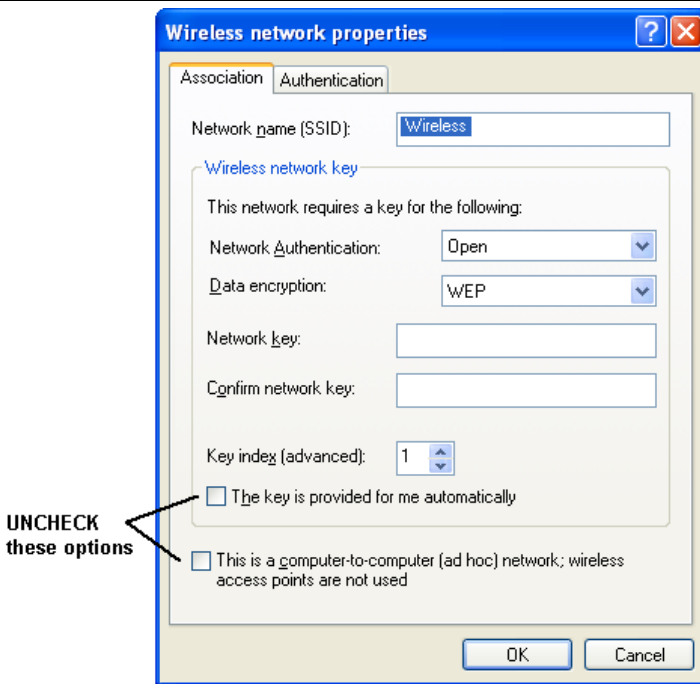 Wireless network properties
Association
Authentication
Network name (SSID):
Wireless
Wireless network key
This network requires a key for the following:
Network Authentication:
Open
Data encryption:
WEP
Network key:
Confirm network key:
Key index (advanced):
1
The key is provided for me automatically
UNCHECK
these options
This is a computer-to-computer (ad hoc) network; wireless
access points are not used
OK
Cancel